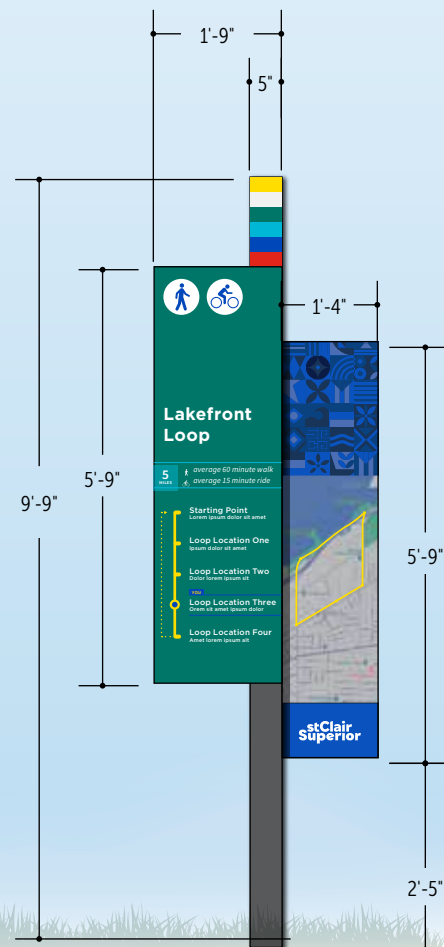 1'-9"
5"
1'-4"
Lakefront
Loop
5
MILES
average 60 minute walk
average 15 minute ride
5'-9"
9'-9"
Starting Point
Lorem ipsum dolor sit amet
Loop Location One
Ipsum dolor sit amet
Loop Location Two
Dolor lorem ipsum sit
YOU
Loop Location Three
Orem sit amet ipsum dolor
Loop Location Four
Amet lorem ipsum alt
5'-9"
stClair
Superior
2'-5"